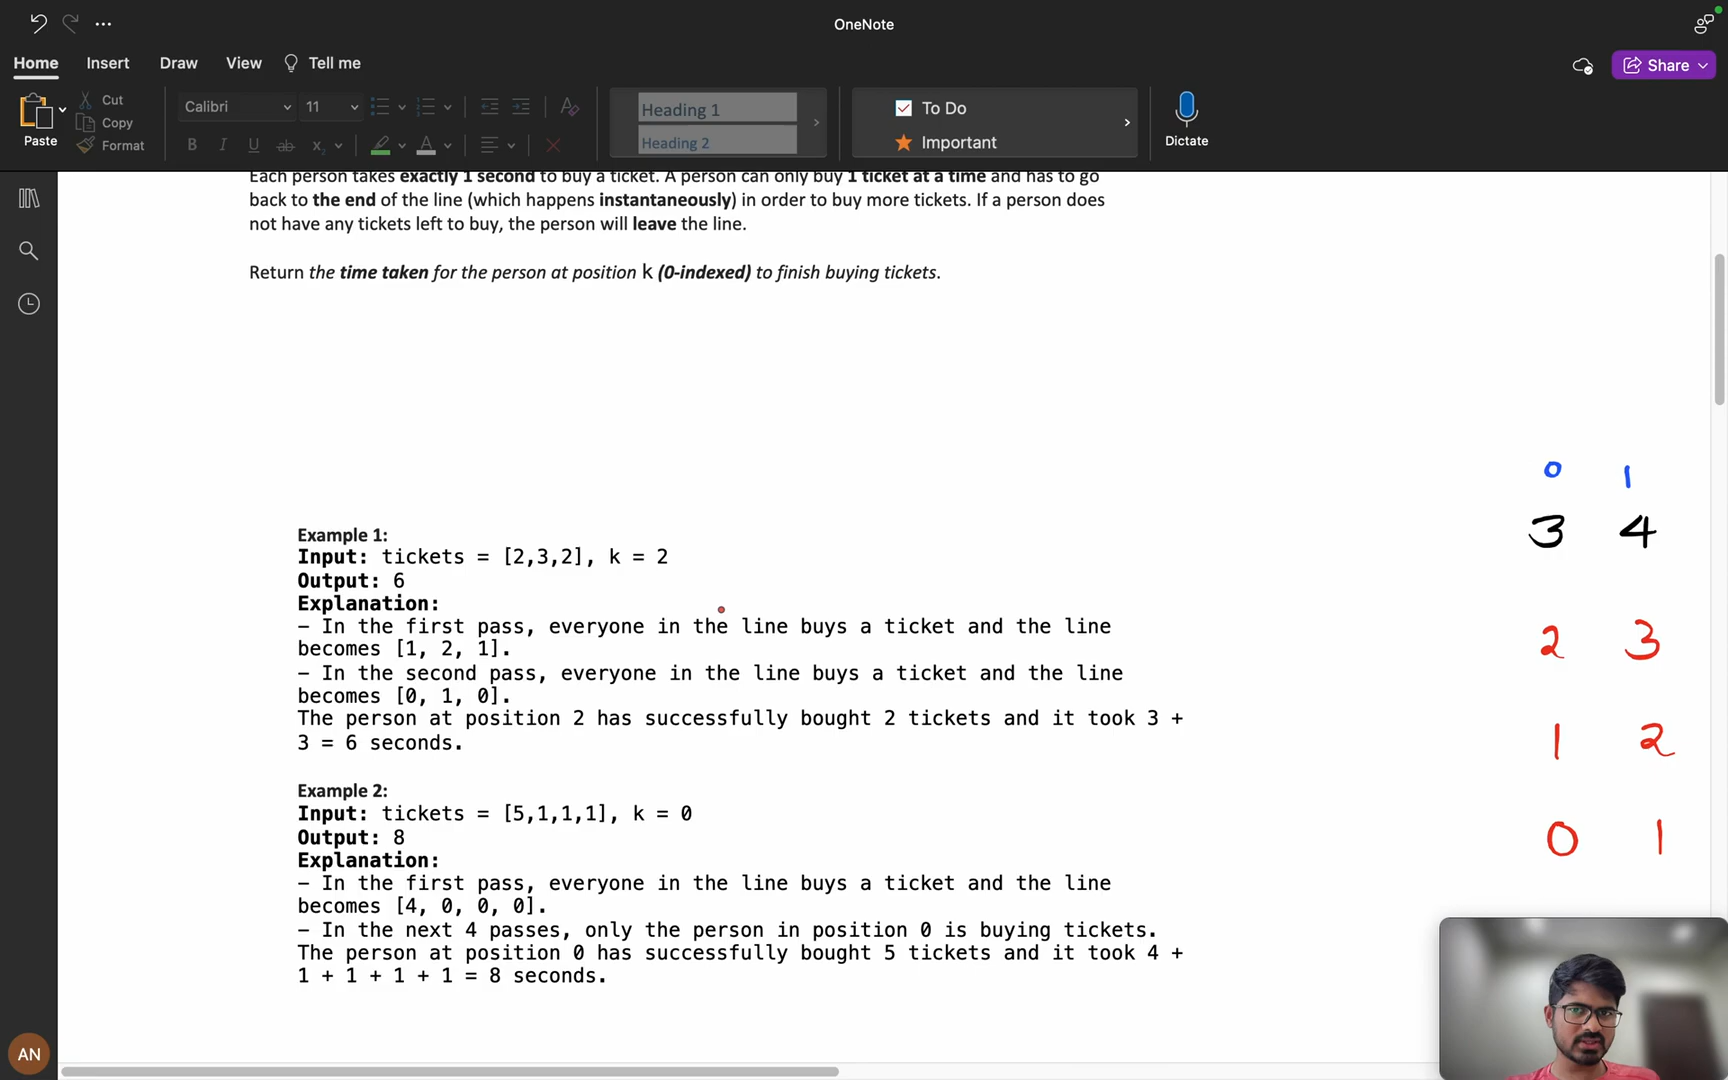 OneNote
Home Insert Draw View Tell me
Share
Paste
Cut
Copy
Format
Calibri 11
B I U ab x₂ A
Heading 1
Heading 2
To Do
Important
Dictate
Each person takes exactly 1 second to buy a ticket. A person can only buy 1 ticket at a time and has to go
back to the end of the line (which happens instantaneously) in order to buy more tickets. If a person does
not have any tickets left to buy, the person will leave the line.
Return the time taken for the person at position k (0-indexed) to finish buying tickets.
Example 1:
Input: tickets = [2,3,2], k = 2
Output: 6
Explanation:
– In the first pass, everyone in the line buys a ticket and the line
becomes [1, 2, 1].
– In the second pass, everyone in the line buys a ticket and the line
becomes [0, 1, 0].
The person at position 2 has successfully bought 2 tickets and it took 3 +
3 = 6 seconds.
Example 2:
Input: tickets = [5,1,1,1], k = 0
Output: 8
Explanation:
– In the first pass, everyone in the line buys a ticket and the line
becomes [4, 0, 0, 0].
– In the next 4 passes, only the person in position 0 is buying tickets.
The person at position 0 has successfully bought 5 tickets and it took 4 +
1 + 1 + 1 + 1 = 8 seconds.
0 1
3 4
2 3
1 2
0 1
AN